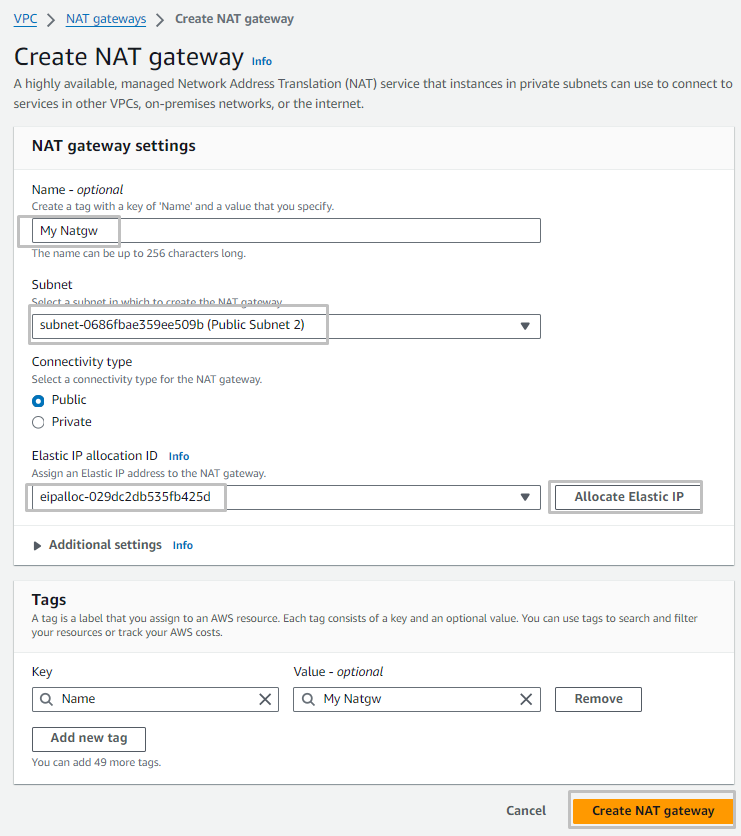 VPC > NAT gateways > Create NAT gateway
Create NAT gateway Info
A highly available, managed Network Address Translation (NAT) service that instances in private subnets can use to connect to
services in other VPCs, on-premises networks, or the internet.
NAT gateway settings
Name - optional
Create a tag with a key of 'Name' and a value that you specify.
My Natgw
The name can be up to 256 characters long.
Subnet
Select a subnet in which to create the NAT gateway.
subnet-0686fbae359ee509b (Public Subnet 2)
Connectivity type
Select a connectivity type for the NAT gateway.
Public
Private
Elastic IP allocation ID Info
Assign an Elastic IP address to the NAT gateway.
eipalloc-029dc2db535fb425d
Allocate Elastic IP
Additional settings Info
Tags
A tag is a label that you assign to an AWS resource. Each tag consists of a key and an optional value. You can use tags to search and filter
your resources or track your AWS costs.
Key
Value - optional
Name
My Natgw
Remove
Add new tag
You can add 49 more tags.
Cancel
Create NAT gateway